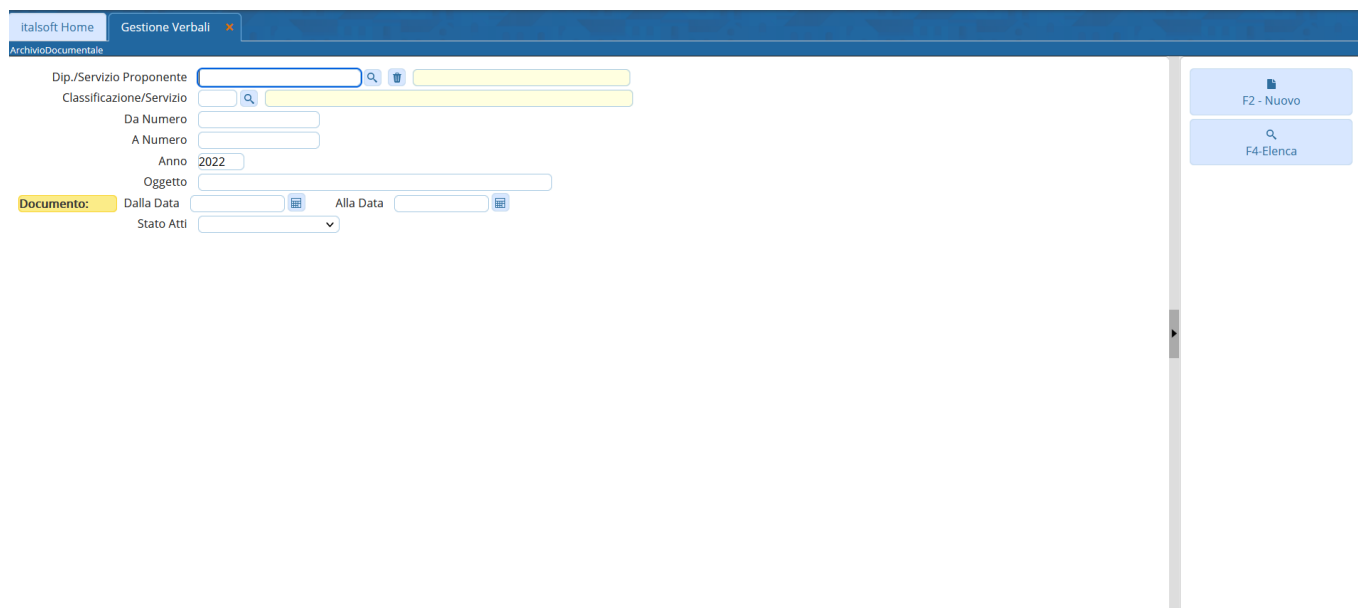 italsoft Home
Gestione Verbali
ArchivioDocumentale
Dip./Servizio Proponente
Classificazione/Servizio
Da Numero
A Numero
Anno 2022
Oggetto
Documento: Dalla Data Alla Data
Stato Atti
F2 - Nuovo
F4-Elenca